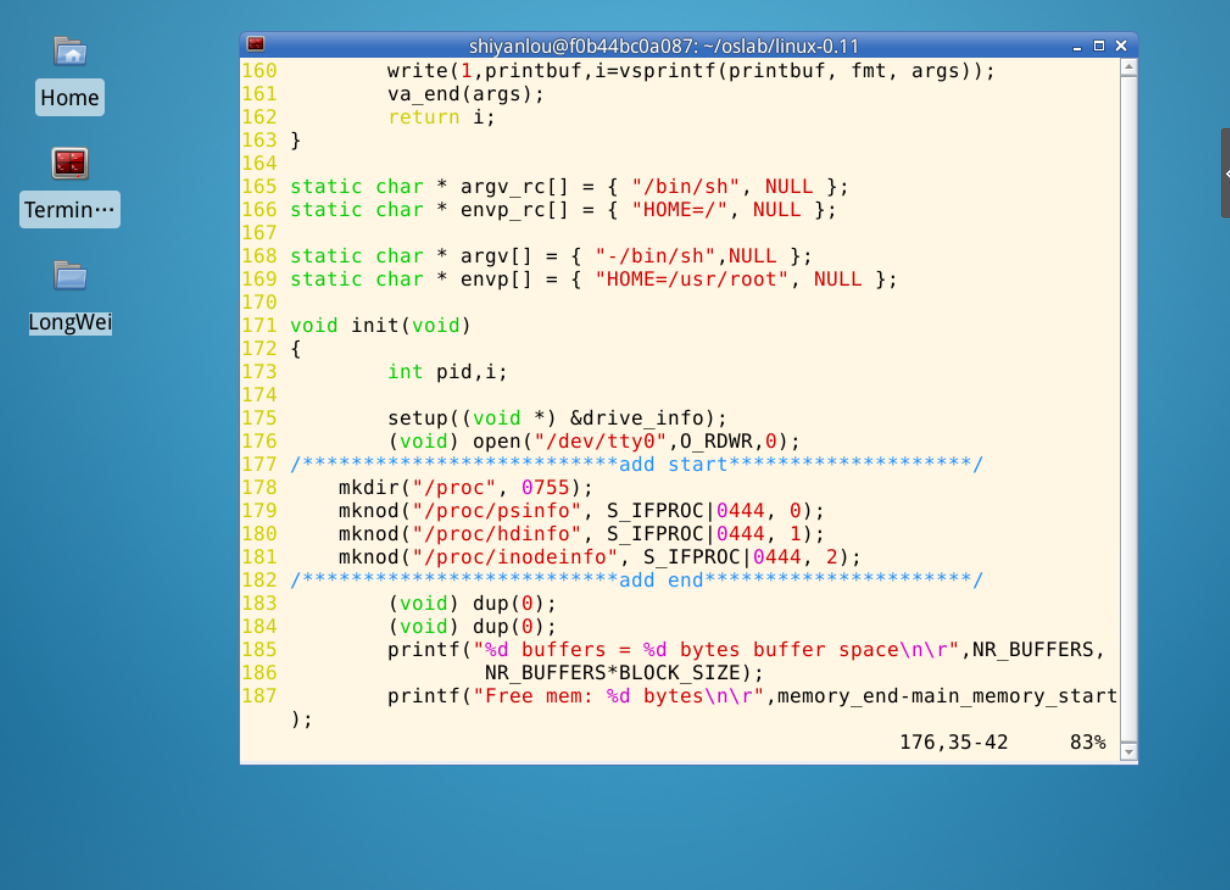 Home
Termin⋯
LongWei
shiyanlou@f0b44bc0a087: ~/oslab/linux-0.11
160         write(1,printbuf,i=vsprintf(printbuf, fmt, args));
161         va_end(args);
162         return i;
163 }
164
165 static char * argv_rc[] = { "/bin/sh", NULL };
166 static char * envp_rc[] = { "HOME=/", NULL };
167
168 static char * argv[] = { "-/bin/sh",NULL };
169 static char * envp[] = { "HOME=/usr/root", NULL };
170
171 void init(void)
172 {
173         int pid,i;
174
175         setup((void *) &drive_info);
176         (void) open("/dev/tty0",O_RDWR,0);
177 /**************************add start********************/
178     mkdir("/proc", 0755);
179     mknod("/proc/psinfo", S_IFPROC|0444, 0);
180     mknod("/proc/hdinfo", S_IFPROC|0444, 1);
181     mknod("/proc/inodeinfo", S_IFPROC|0444, 2);
182 /**************************add end**********************/
183         (void) dup(0);
184         (void) dup(0);
185         printf("%d buffers = %d bytes buffer space\n\r",NR_BUFFERS,
186                 NR_BUFFERS*BLOCK_SIZE);
187         printf("Free mem: %d bytes\n\r",memory_end-main_memory_start
);
176,35-42     83%